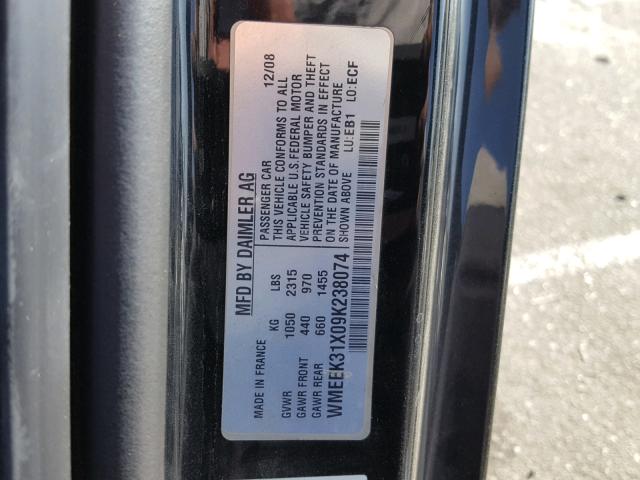 MFD BY DAIMLER AG
MADE IN FRANCE
PASSENGER CAR 12/08
THIS VEHICLE CONFORMS TO ALL
APPLICABLE U.S.FEDERAL MOTOR
VEHICLE SAFETY BUMPER AND THEFT
PREVENTION STANDARDS IN EFFECT
ON THE DATE OF MANUFACTURE
SHOWN ABOVE LU:EB1 LO:ECF
KG LBS
GVWR 1050 2315
GAWR FRONT 440 970
GAWR REAR 660 1455
WMEEK31X09K238074